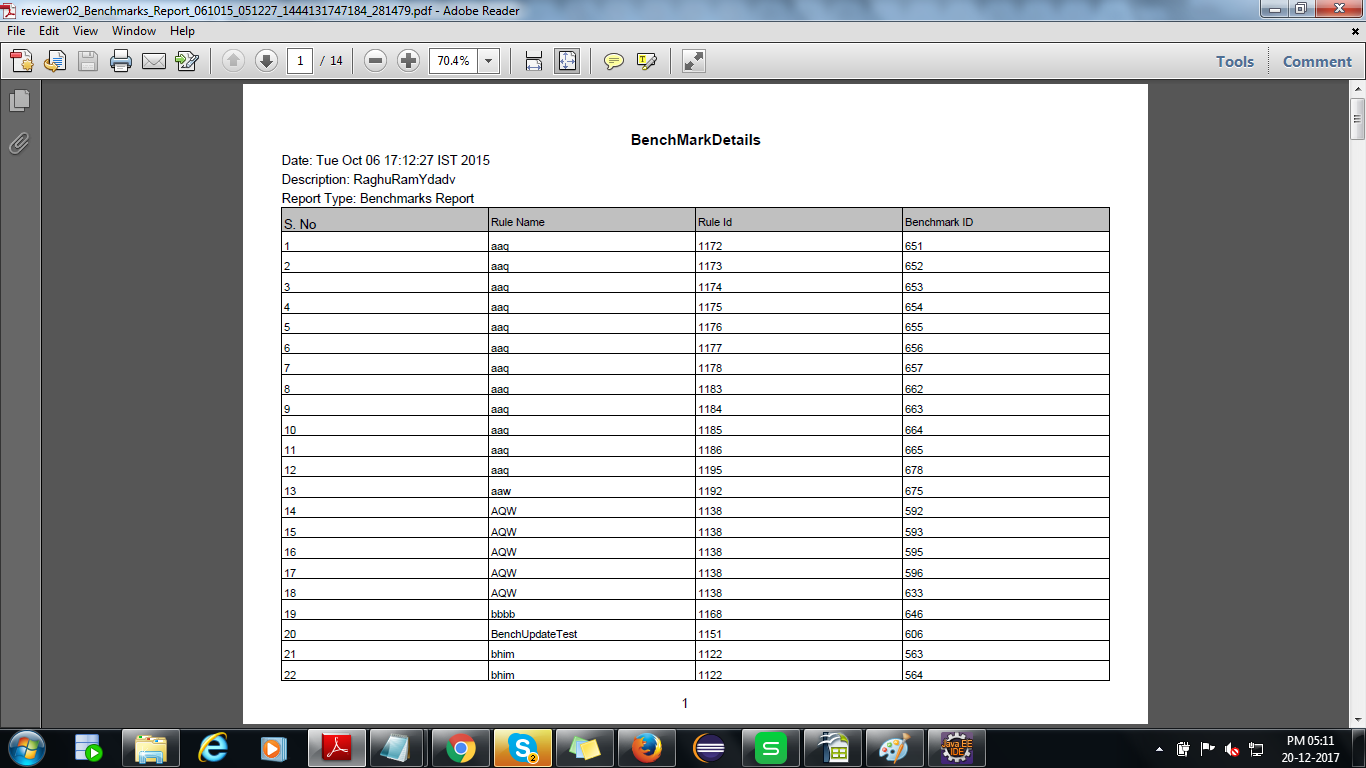 reviewer02_Benchmarks_Report_061015_051227_1444131747184_281479.pdf - Adobe Reader
File Edit View Window Help
1 / 14 70.4% Tools Comment
BenchMarkDetails
Date: Tue Oct 06 17:12:27 IST 2015
Description: RaghuRamYdadv
Report Type: Benchmarks Report
S. No Rule Name Rule Id Benchmark ID
1 aaq 1172 651
2 aaq 1173 652
3 aaq 1174 653
4 aaq 1175 654
5 aaq 1176 655
6 aaq 1177 656
7 aaq 1178 657
8 aaq 1183 662
9 aaq 1184 663
10 aaq 1185 664
11 aaq 1186 665
12 aaq 1195 678
13 aaw 1192 675
14 AQW 1138 592
15 AQW 1138 593
16 AQW 1138 595
17 AQW 1138 596
18 AQW 1138 633
19 bbbb 1168 646
20 BenchUpdateTest 1151 606
21 bhim 1122 563
22 bhim 1122 564
1
S 2 S Java EE IDE
PM 05:11
20-12-2017